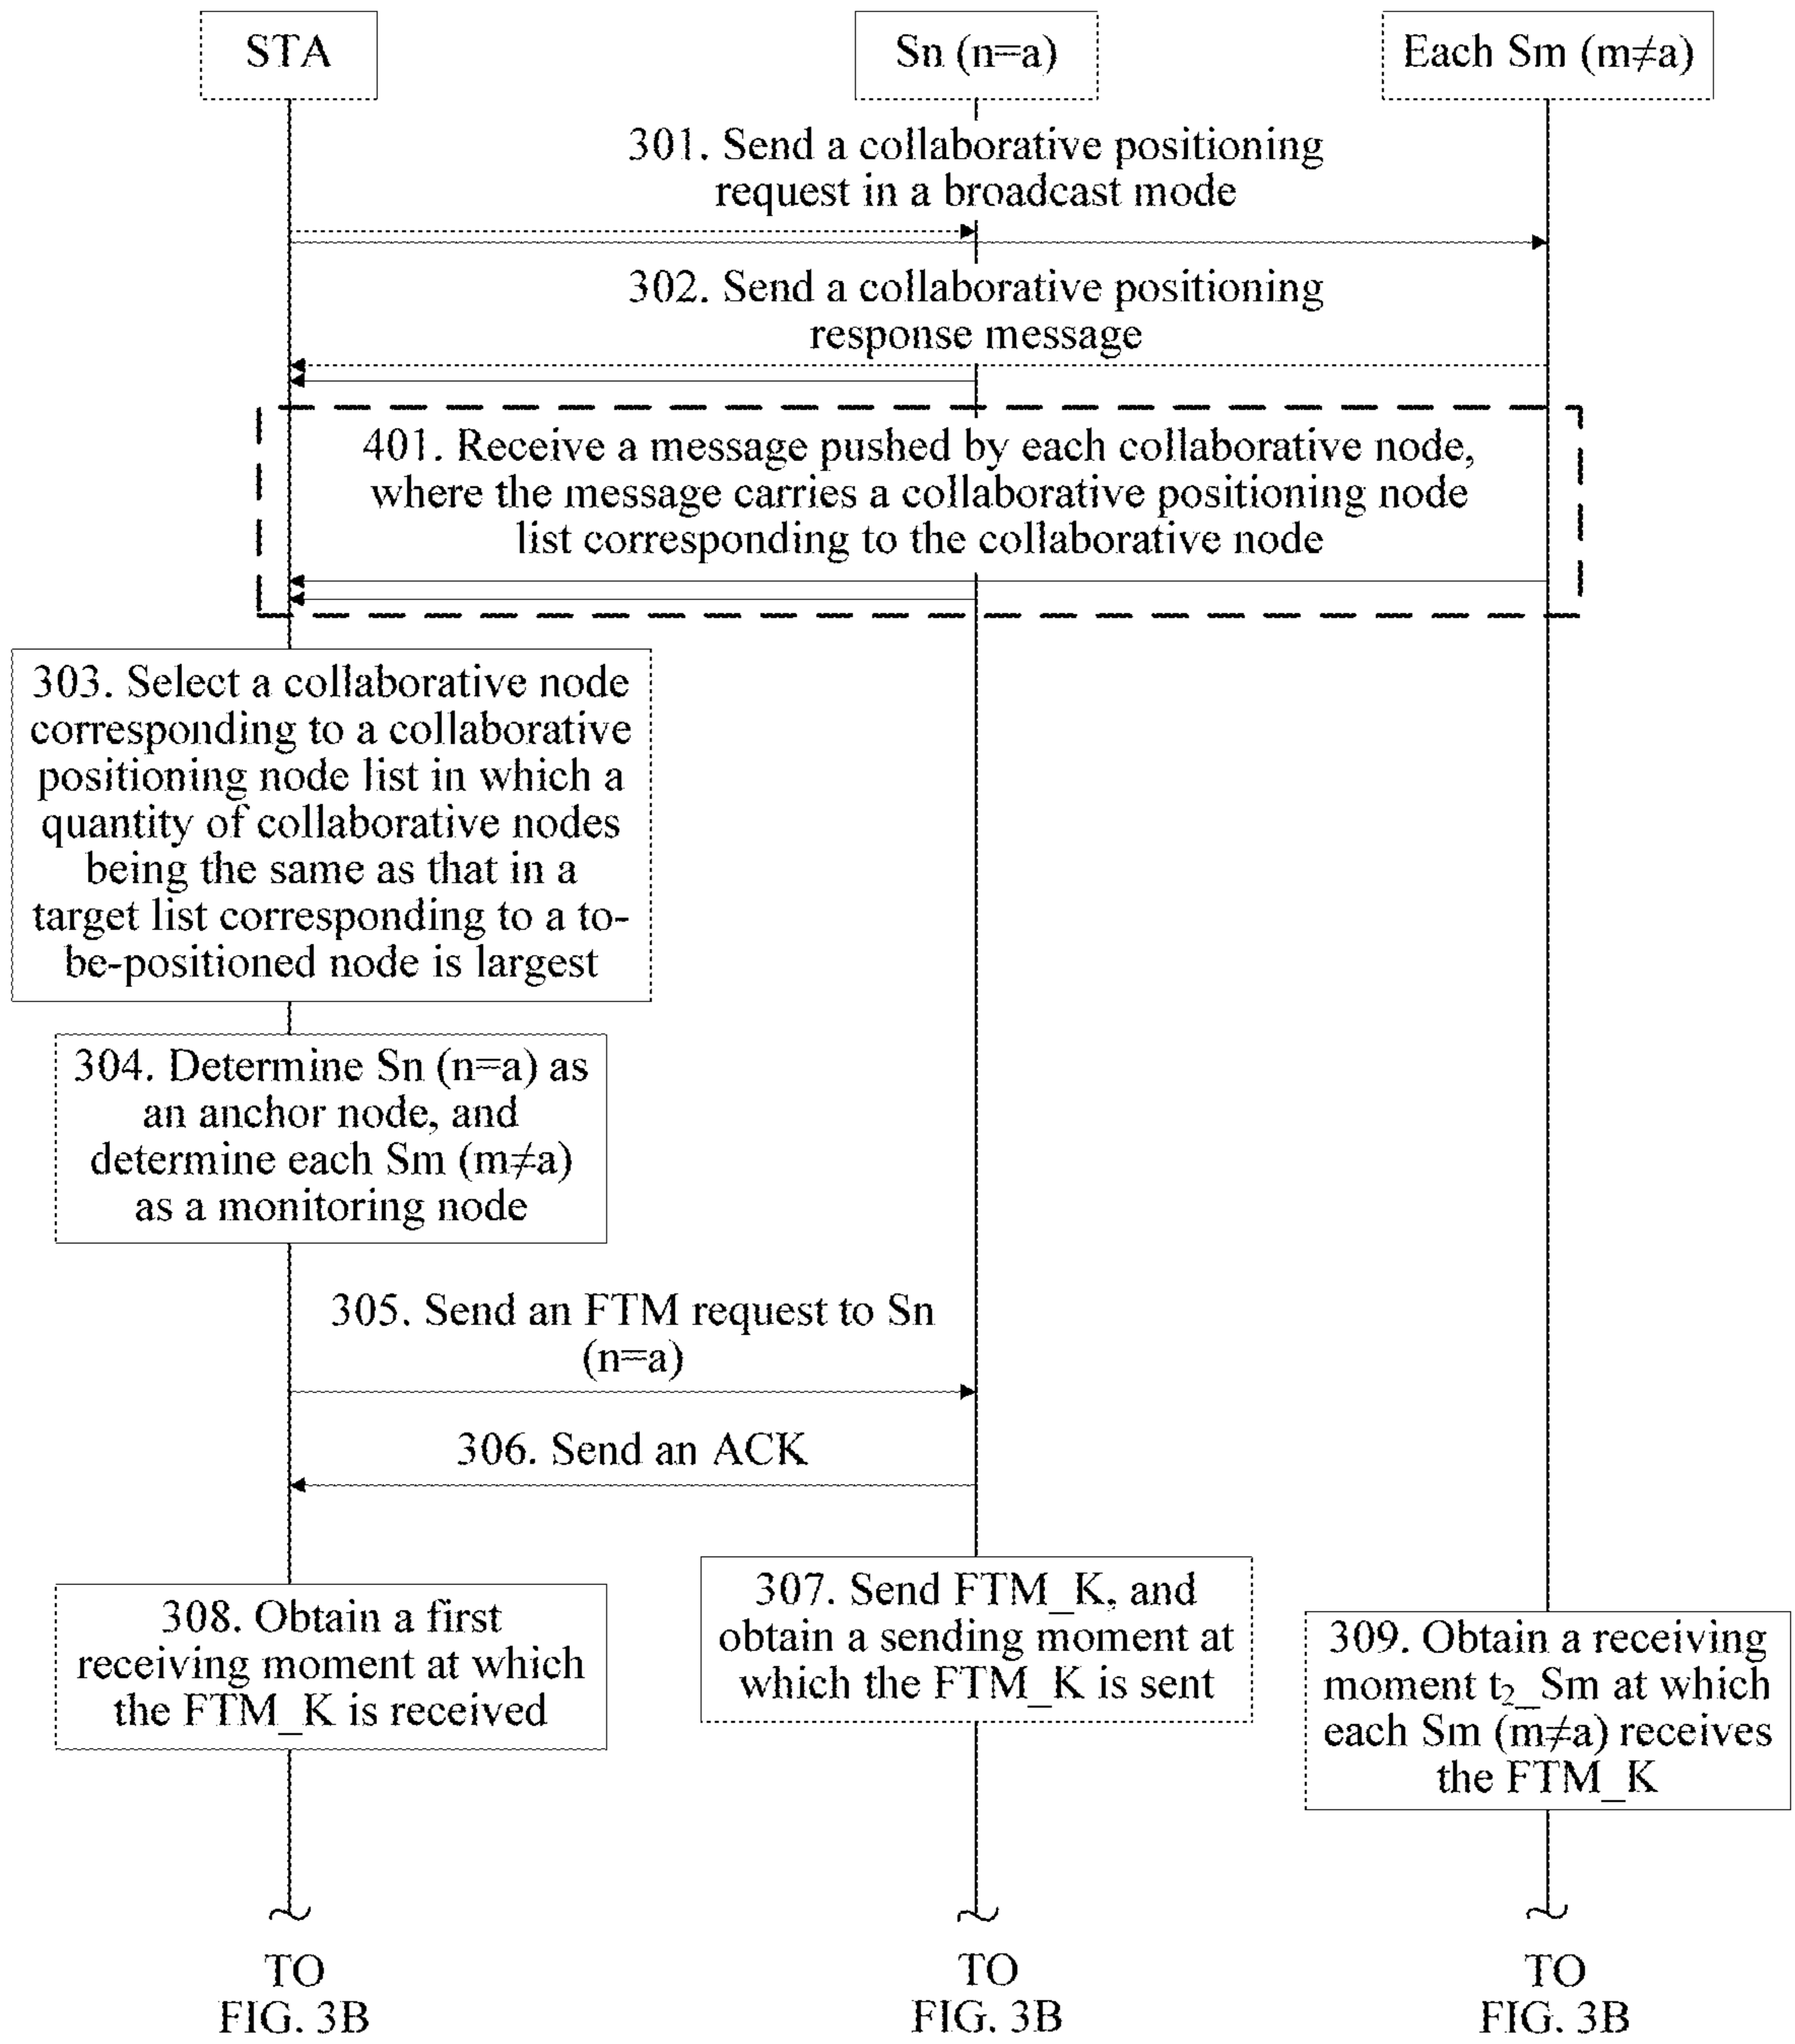 STA
Sn (n=a)
Each Sm (m≠a)
301. Send a collaborative positioning
request in a broadcast mode
302. Send a collaborative positioning
response message
401. Receive a message pushed by each collaborative node,
where the message carries a collaborative positioning node
list corresponding to the collaborative node
303. Select a collaborative node
corresponding to a collaborative
positioning node list in which a
quantity of collaborative nodes
being the same as that in a
target list corresponding to a to-
be-positioned node is largest
304. Determine Sn (n=a) as
an anchor node, and
determine each Sm (m≠a)
as a monitoring node
305. Send an FTM request to Sn
(n=a)
306. Send an ACK
308. Obtain a first
receiving moment at which
the FTM_K is received
307. Send FTM_K, and
obtain a sending moment at
which the FTM_K is sent
309. Obtain a receiving
moment t₂_Sm at which
each Sm (m≠a) receives
the FTM_K
TO
FIG. 3B
TO
FIG. 3B
TO
FIG. 3B